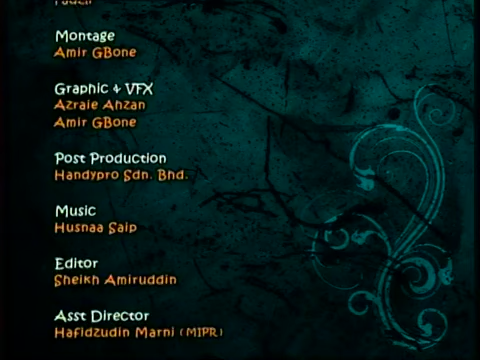 Montage
Amir GBone
Graphic & VFX
Azraie Ahzan
Amir GBone
Post Production
Handypro Sdn. Bhd.
Music
Husnaa Saip
Editor
Sheikh Amiruddin
Asst Director
Hafidzudin Marni (MIPR)